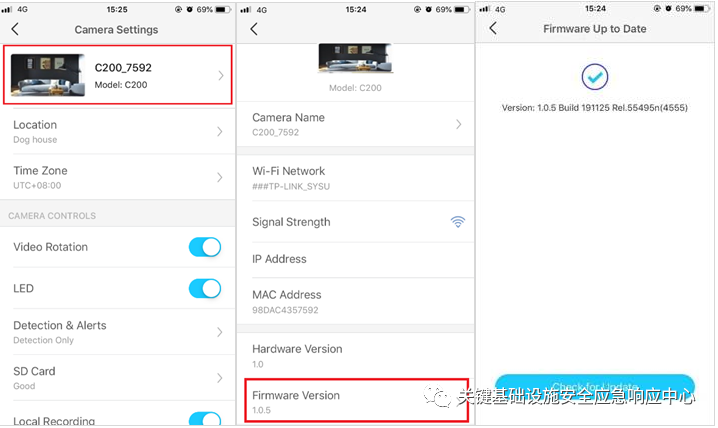 4G 15:25 69%
Camera Settings
C200_7592
Model: C200
Location
Dog house
Time Zone
UTC+08:00
CAMERA CONTROLS
Video Rotation
LED
Detection & Alerts
Detection Only
SD Card
Good
Local Recording
4G 15:24 69%
Model: C200
Camera Name
C200_7592
Wi-Fi Network
###TP-LINK_SYSU
Signal Strength
IP Address
MAC Address
98DAC4357592
Hardware Version
1.0
Firmware Version
1.0.5
4G 15:24 69%
Firmware Up to Date
Version: 1.0.5 Build 191125 Rel.55495n(4555)
Check for Update
关键基础设施安全应急响应中心